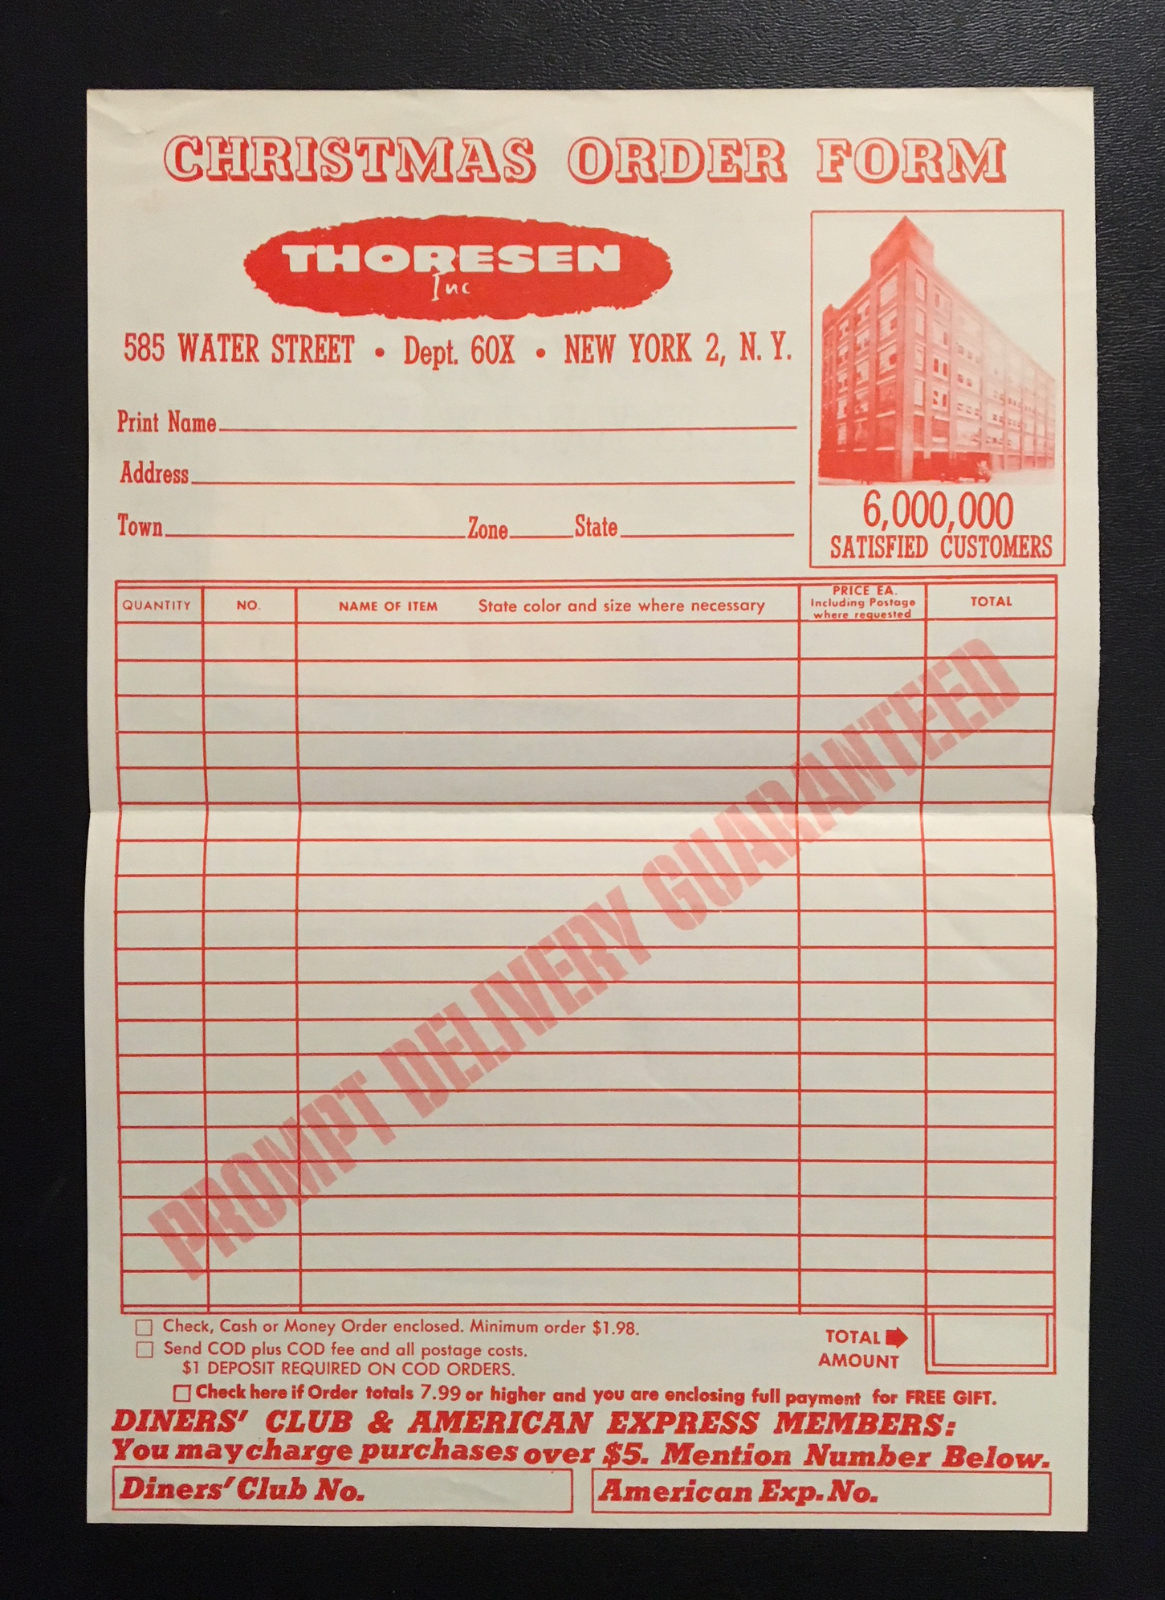 CHRISTMAS ORDER FORM
THORESEN
Inc
585 WATER STREET • Dept. 60X • NEW YORK 2, N. Y.
Print Name
Address
Town Zone State
6,000,000
SATISFIED CUSTOMERS
QUANTITY NO. NAME OF ITEM State color and size where necessary PRICE EA. Including Postage where requested TOTAL
PROMPT DELIVERY GUARANTEED
Check, Cash or Money Order enclosed. Minimum order $1.98.
Send COD plus COD fee and all postage costs.
$1 DEPOSIT REQUIRED ON COD ORDERS.
TOTAL
AMOUNT
Check here if Order totals 7.99 or higher and you are enclosing full payment for FREE GIFT.
DINERS' CLUB & AMERICAN EXPRESS MEMBERS:
You may charge purchases over $5. Mention Number Below.
Diners' Club No. American Exp. No.